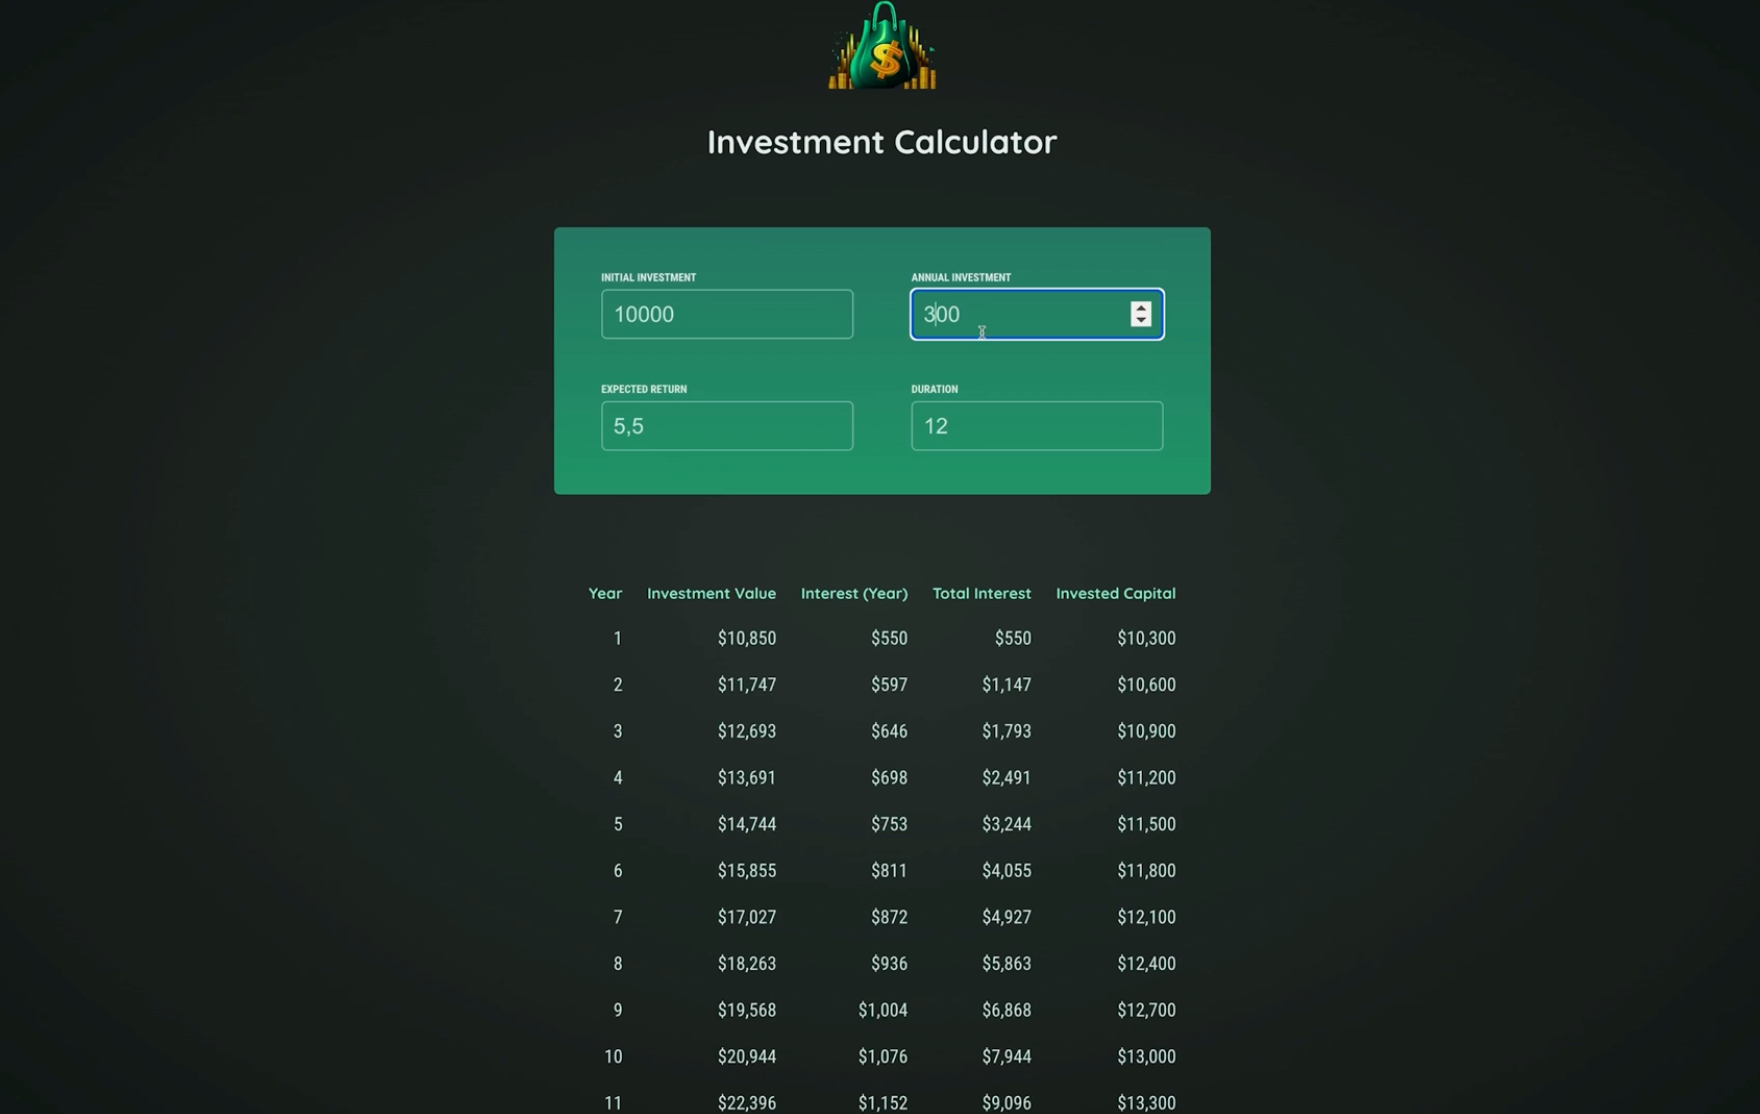 $
Investment Calculator
INITIAL INVESTMENT ANNUAL INVESTMENT
10000 300
EXPECTED RETURN DURATION
5,5 12
Year Investment Value Interest (Year) Total Interest Invested Capital
1 $10,850 $550 $550 $10,300
2 $11,747 $597 $1,147 $10,600
3 $12,693 $646 $1,793 $10,900
4 $13,691 $698 $2,491 $11,200
5 $14,744 $753 $3,244 $11,500
6 $15,855 $811 $4,055 $11,800
7 $17,027 $872 $4,927 $12,100
8 $18,263 $936 $5,863 $12,400
9 $19,568 $1,004 $6,868 $12,700
10 $20,944 $1,076 $7,944 $13,000
11 $22,396 $1,152 $9,096 $13,300